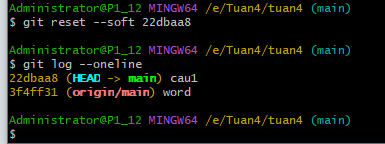 Administrator@P1_12 MINGW64 /e/Tuan4/tuan4 (main)
$ git reset --soft 22dbaa8
Administrator@P1_12 MINGW64 /e/Tuan4/tuan4 (main)
$ git log --oneline
22dbaa8 (HEAD -> main) cau1
3f4ff31 (origin/main) word
Administrator@P1_12 MINGW64 /e/Tuan4/tuan4 (main)
$